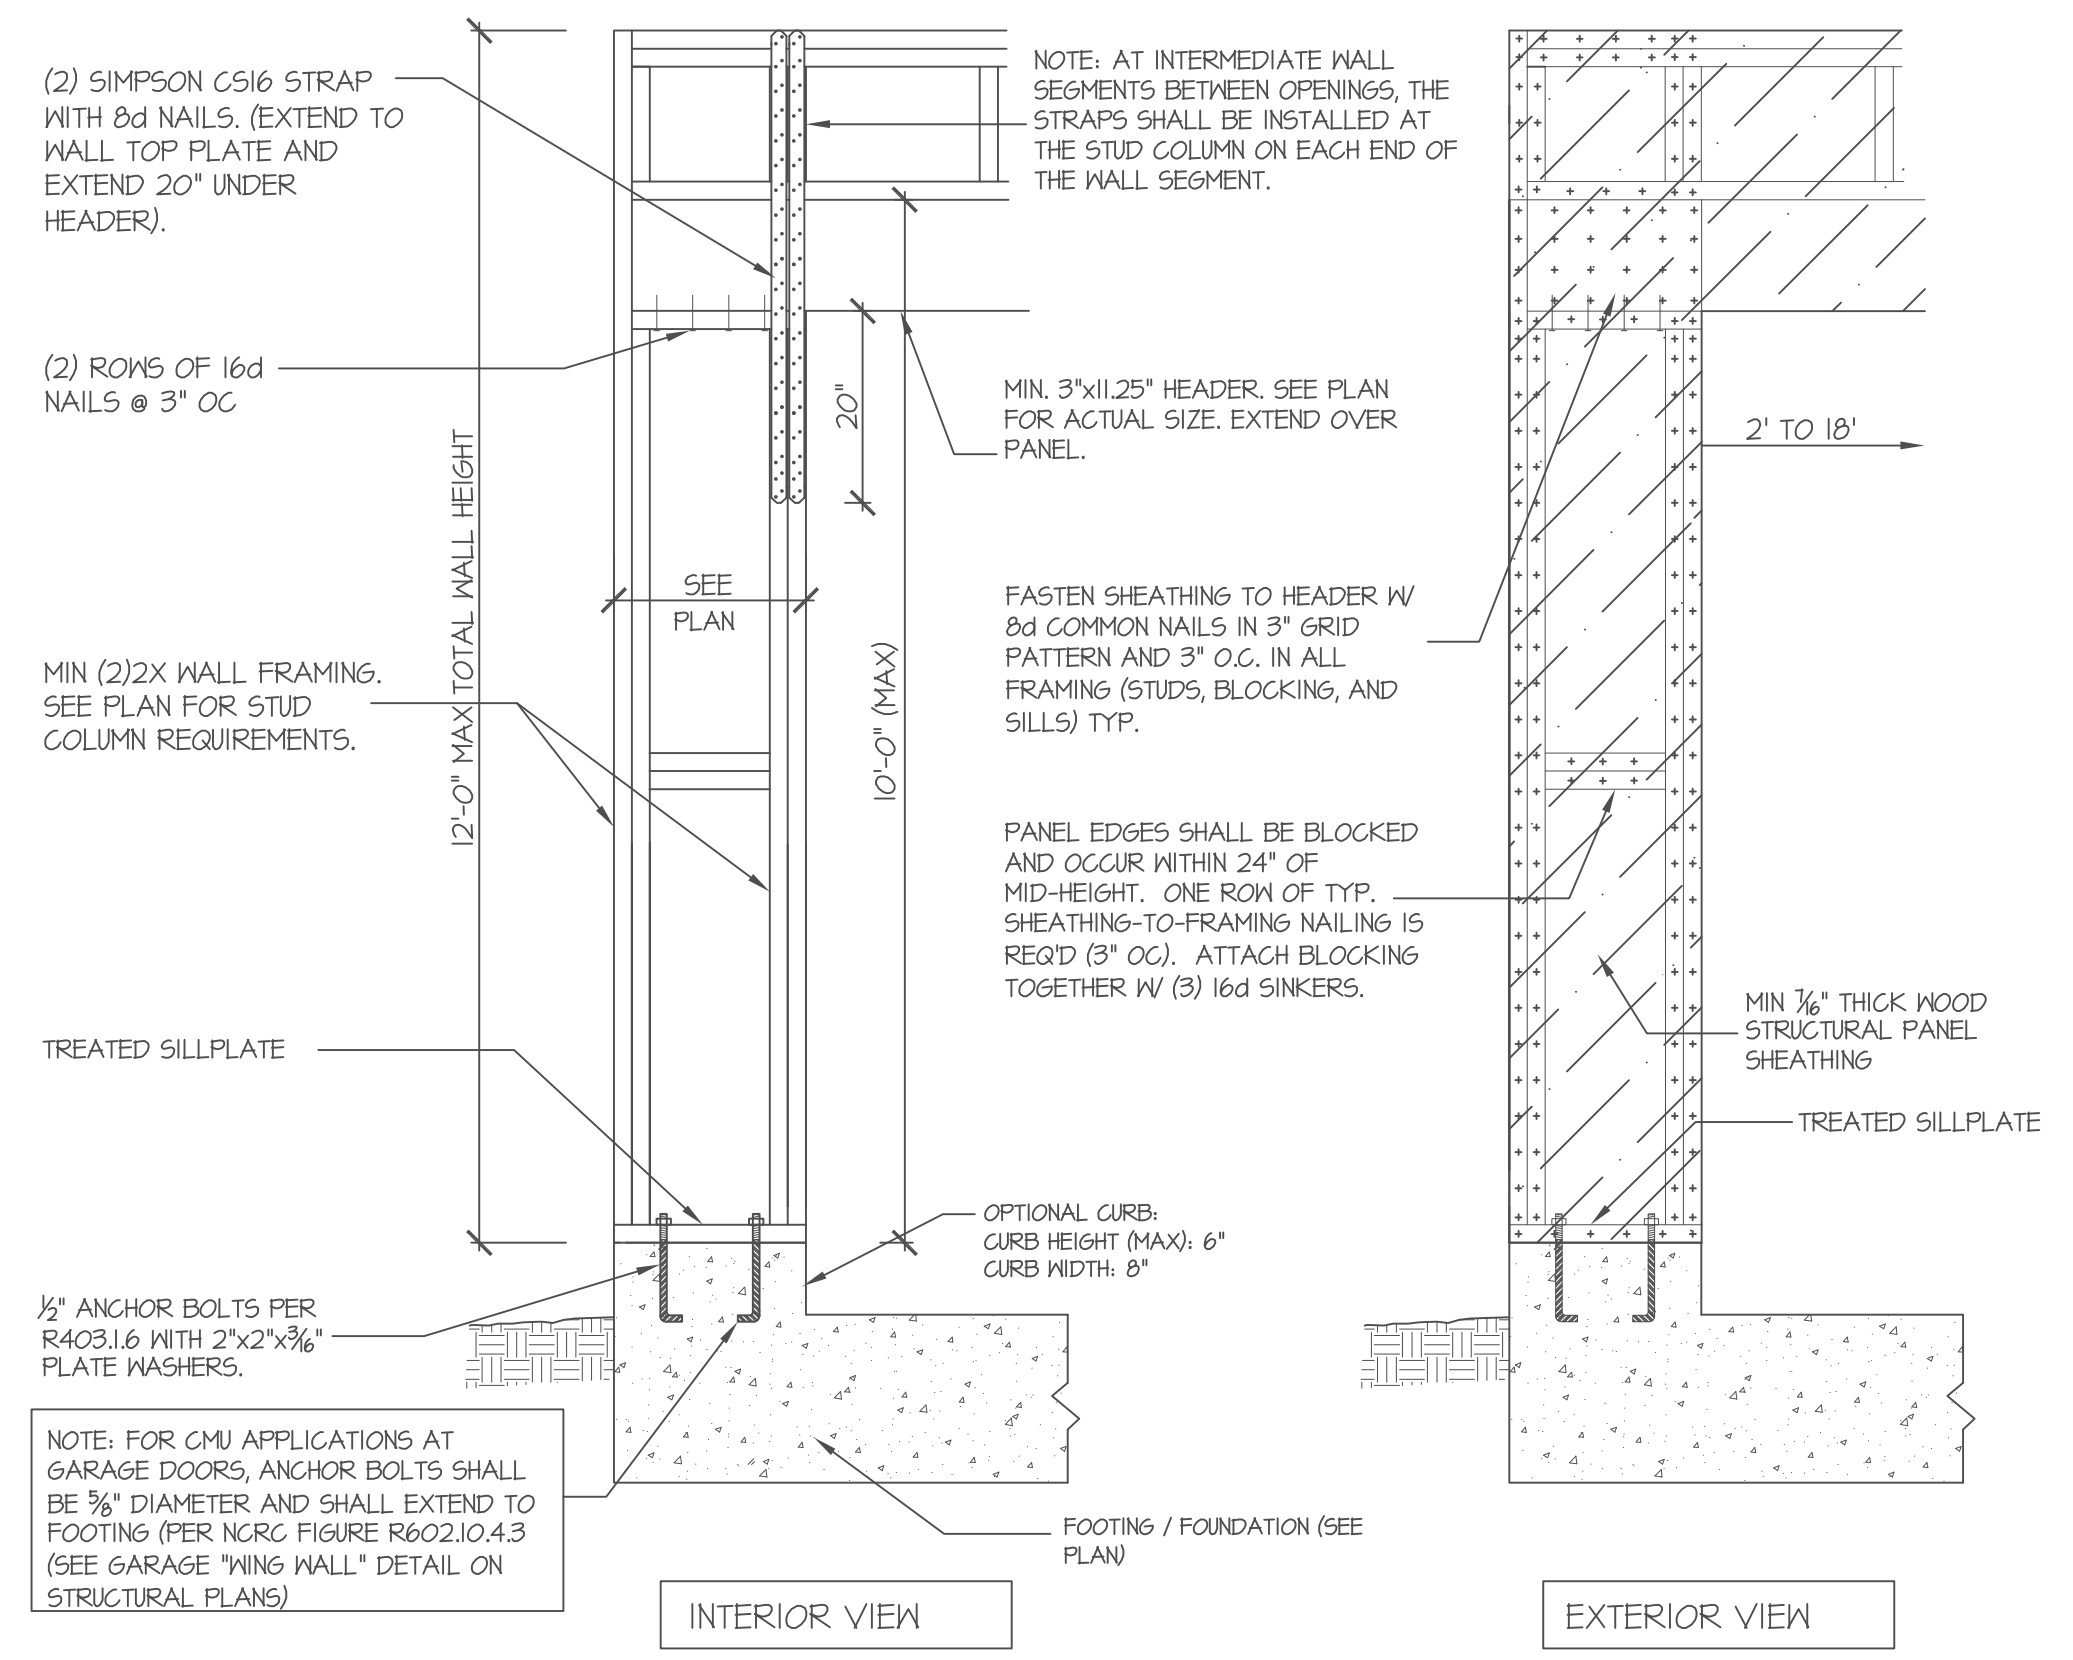 (2) SIMPSON CS16 STRAP
WITH 8d NAILS. (EXTEND TO
WALL TOP PLATE AND
EXTEND 20" UNDER
HEADER).
(2) ROWS OF 16d
NAILS @ 3" OC
12'-0" MAX TOTAL WALL HEIGHT
MIN (2)2X WALL FRAMING.
SEE PLAN FOR STUD
COLUMN REQUIREMENTS.
TREATED SILLPLATE
½" ANCHOR BOLTS PER
R403.1.6 WITH 2"x2"x3/16"
PLATE WASHERS.
NOTE: FOR CMU APPLICATIONS AT
GARAGE DOORS, ANCHOR BOLTS SHALL
BE ⅝" DIAMETER AND SHALL EXTEND TO
FOOTING (PER NCRC FIGURE R602.10.4.3
(SEE GARAGE "WING WALL" DETAIL ON
STRUCTURAL PLANS)
SEE
PLAN
20"
10'-0" (MAX)
NOTE: AT INTERMEDIATE WALL
SEGMENTS BETWEEN OPENINGS, THE
STRAPS SHALL BE INSTALLED AT
THE STUD COLUMN ON EACH END OF
THE WALL SEGMENT.
MIN. 3"x11.25" HEADER. SEE PLAN
FOR ACTUAL SIZE. EXTEND OVER
PANEL.
FASTEN SHEATHING TO HEADER W/
8d COMMON NAILS IN 3" GRID
PATTERN AND 3" O.C. IN ALL
FRAMING (STUDS, BLOCKING, AND
SILLS) TYP.
PANEL EDGES SHALL BE BLOCKED
AND OCCUR WITHIN 24" OF
MID-HEIGHT. ONE ROW OF TYP.
SHEATHING-TO-FRAMING NAILING IS
REQ'D (3" OC). ATTACH BLOCKING
TOGETHER W/ (3) 16d SINKERS.
OPTIONAL CURB:
CURB HEIGHT (MAX): 6"
CURB WIDTH: 8"
FOOTING / FOUNDATION (SEE
PLAN)
INTERIOR VIEW
2' TO 18'
MIN 7/16" THICK WOOD
STRUCTURAL PANEL
SHEATHING
TREATED SILLPLATE
EXTERIOR VIEW